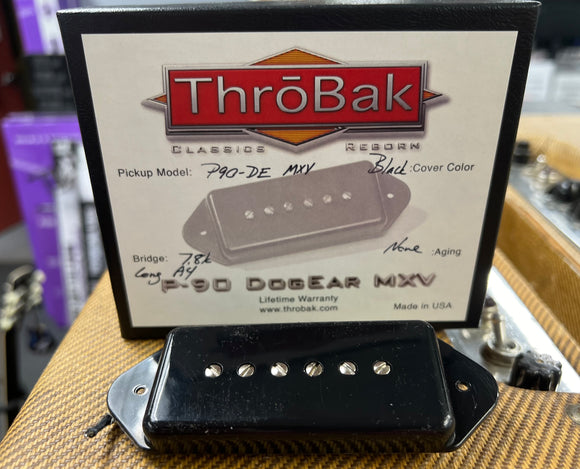 ThrōBak
Classics Reborn
Pickup Model: P90-DE MXV Black :Cover Color
Bridge: 7.8k None :Aging
Long A4
P-90 DogEar MXV
Lifetime Warranty
www.throbak.com Made in USA